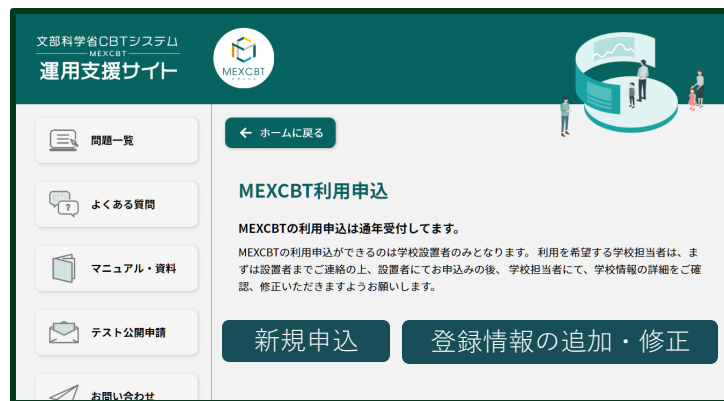 文部科学省CBTシステム
MEXCBT
運用支援サイト
MEXCBT
問題一覧
よくある質問
マニュアル・資料
テスト公開申請
お問い合わせ
← ホームに戻る
MEXCBT利用申込
MEXCBTの利用申込は通年受付してます。
MEXCBTの利用申込ができるのは学校設置者のみとなります。 利用を希望する学校担当者は、ま
ずは設置者までご連絡の上、設置者にてお申込みの後、 学校担当者にて、学校情報の詳細をご確
認、修正いただきますようお願いします。
新規申込
登録情報の追加・修正